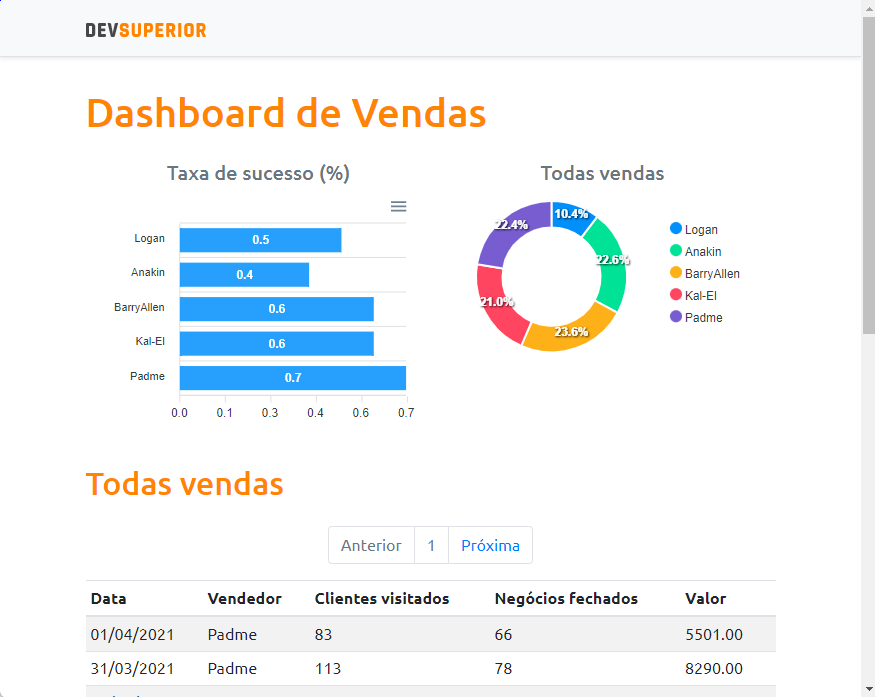 DEVSUPERIOR
Dashboard de Vendas
Taxa de sucesso (%)
Logan 0.5
Anakin 0.4
BarryAllen 0.6
Kal-El 0.6
Padme 0.7
0.0 0.1 0.3 0.4 0.6 0.7
Todas vendas
22.4% 10.4%
22.6%
21.0%
23.6%
Logan
Anakin
BarryAllen
Kal-El
Padme
Todas vendas
Anterior 1 Próxima
Data Vendedor Clientes visitados Negócios fechados Valor
01/04/2021 Padme 83 66 5501.00
31/03/2021 Padme 113 78 8290.00